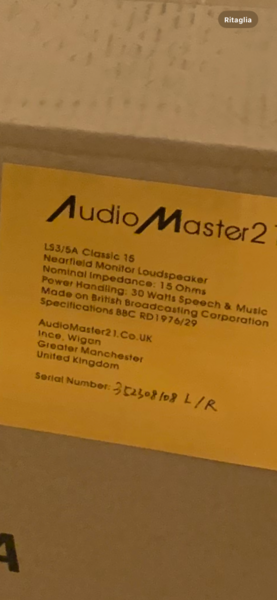 Ritaglia
AudioMaster21
LS3/5A Classic 15
Nearfield Monitor Loudspeaker
Nominal Impedance: 15 Ohms
Power Handling: 30 Watts Speech & Music
Made on British Broadcasting Corporation
Specifications BBC RD1976/29
AudioMaster21.Co.UK
Ince, Wigan
Greater Manchester
United Kingdom
Serial Number: L/R
A